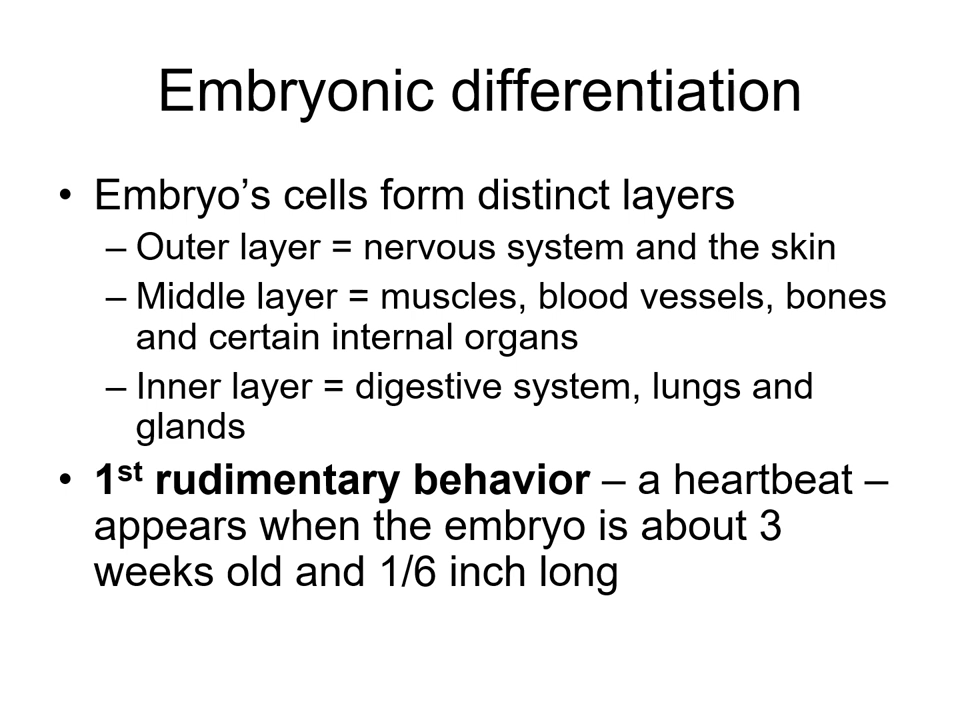 Embryonic differentiation
• Embryo’s cells form distinct layers
– Outer layer = nervous system and the skin
– Middle layer = muscles, blood vessels, bones
and certain internal organs
– Inner layer = digestive system, lungs and
glands
• 1st rudimentary behavior – a heartbeat –
appears when the embryo is about 3
weeks old and 1/6 inch long